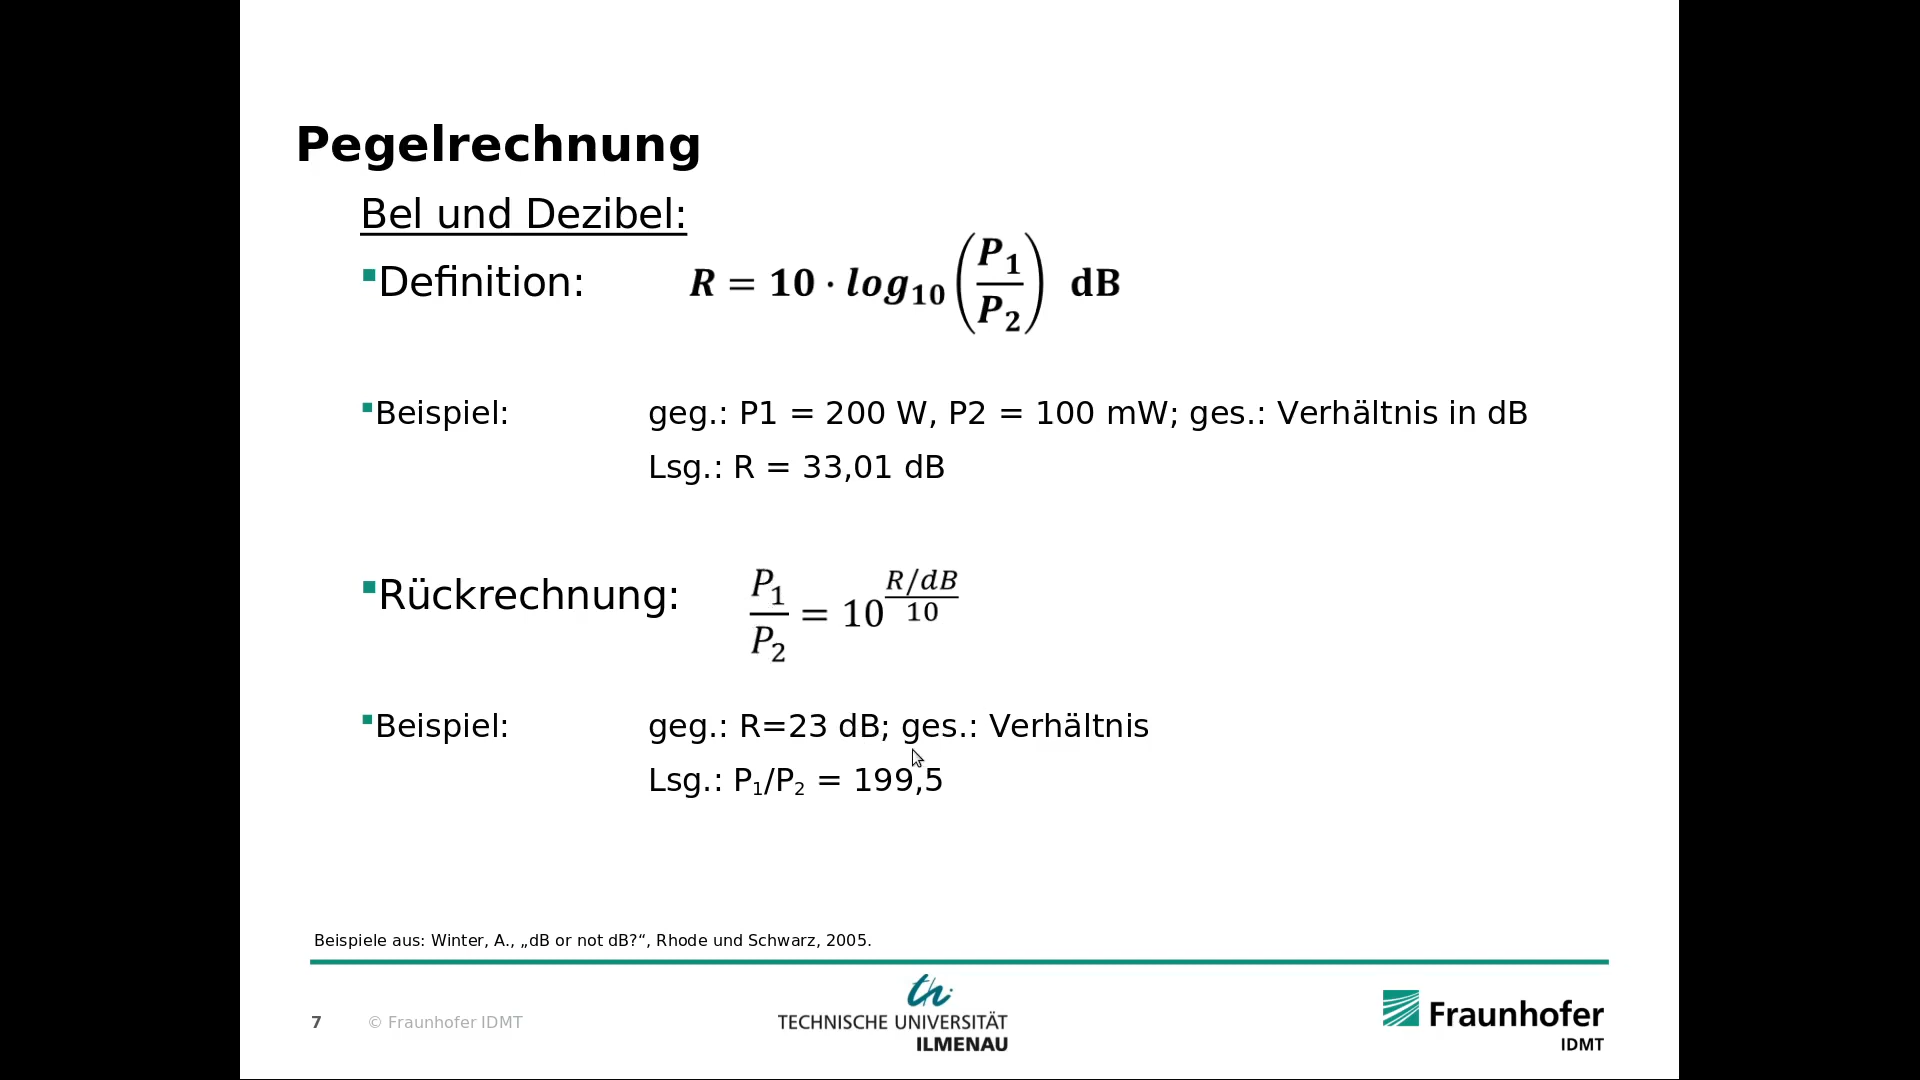 Pegelrechnung
Bel und Dezibel:
Definition: R = 10 · log₁₀ (P₁/P₂) dB
Beispiel: geg.: P1 = 200 W, P2 = 100 mW; ges.: Verhältnis in dB
Lsg.: R = 33,01 dB
Rückrechnung: P₁/P₂ = 10^((R/dB)/10)
Beispiel: geg.: R=23 dB; ges.: Verhältnis
Lsg.: P₁/P₂ = 199,5
Beispiele aus: Winter, A., „dB or not dB?“, Rhode und Schwarz, 2005.
7 © Fraunhofer IDMT
th
TECHNISCHE UNIVERSITÄT
ILMENAU
Fraunhofer
IDMT